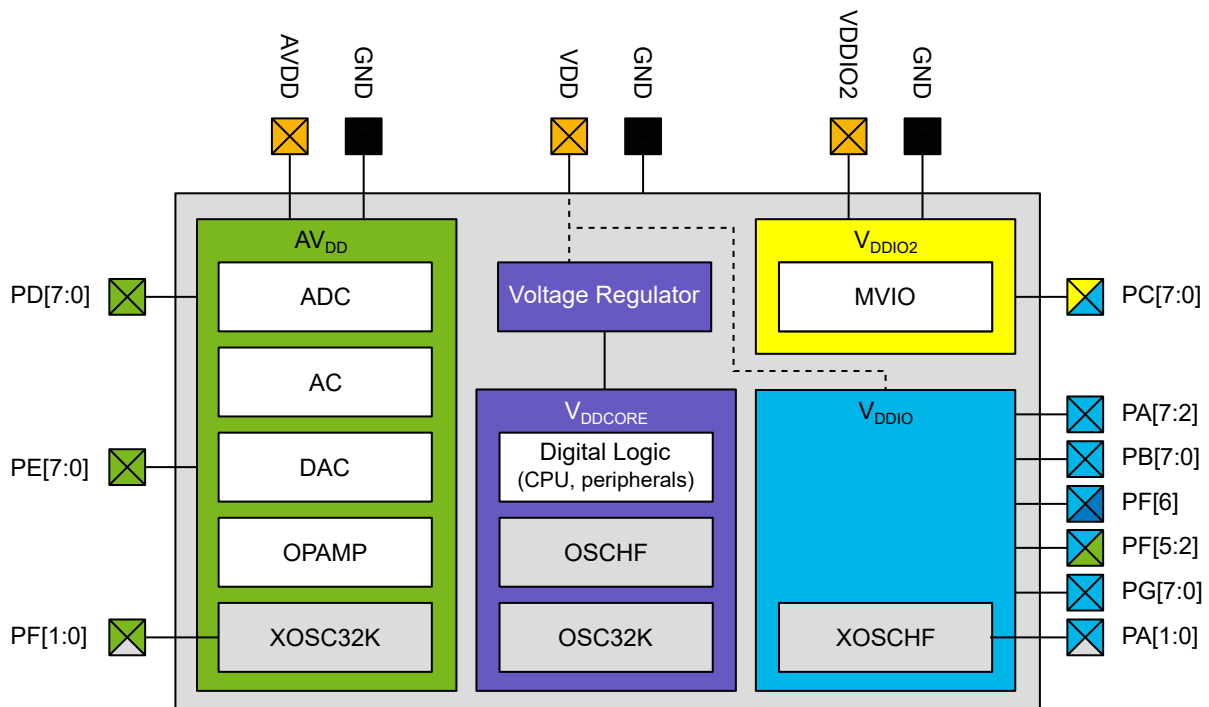 AVDD
GND
VDD
GND
VDDIO2
GND
AVDD
ADC
AC
DAC
OPAMP
XOSC32K
PD[7:0]
PE[7:0]
PF[1:0]
Voltage Regulator
VDDCORE
Digital Logic
(CPU, peripherals)
OSCHF
OSC32K
VDDIO2
MVIO
VDDIO
XOSCHF
PC[7:0]
PA[7:2]
PB[7:0]
PF[6]
PF[5:2]
PG[7:0]
PA[1:0]